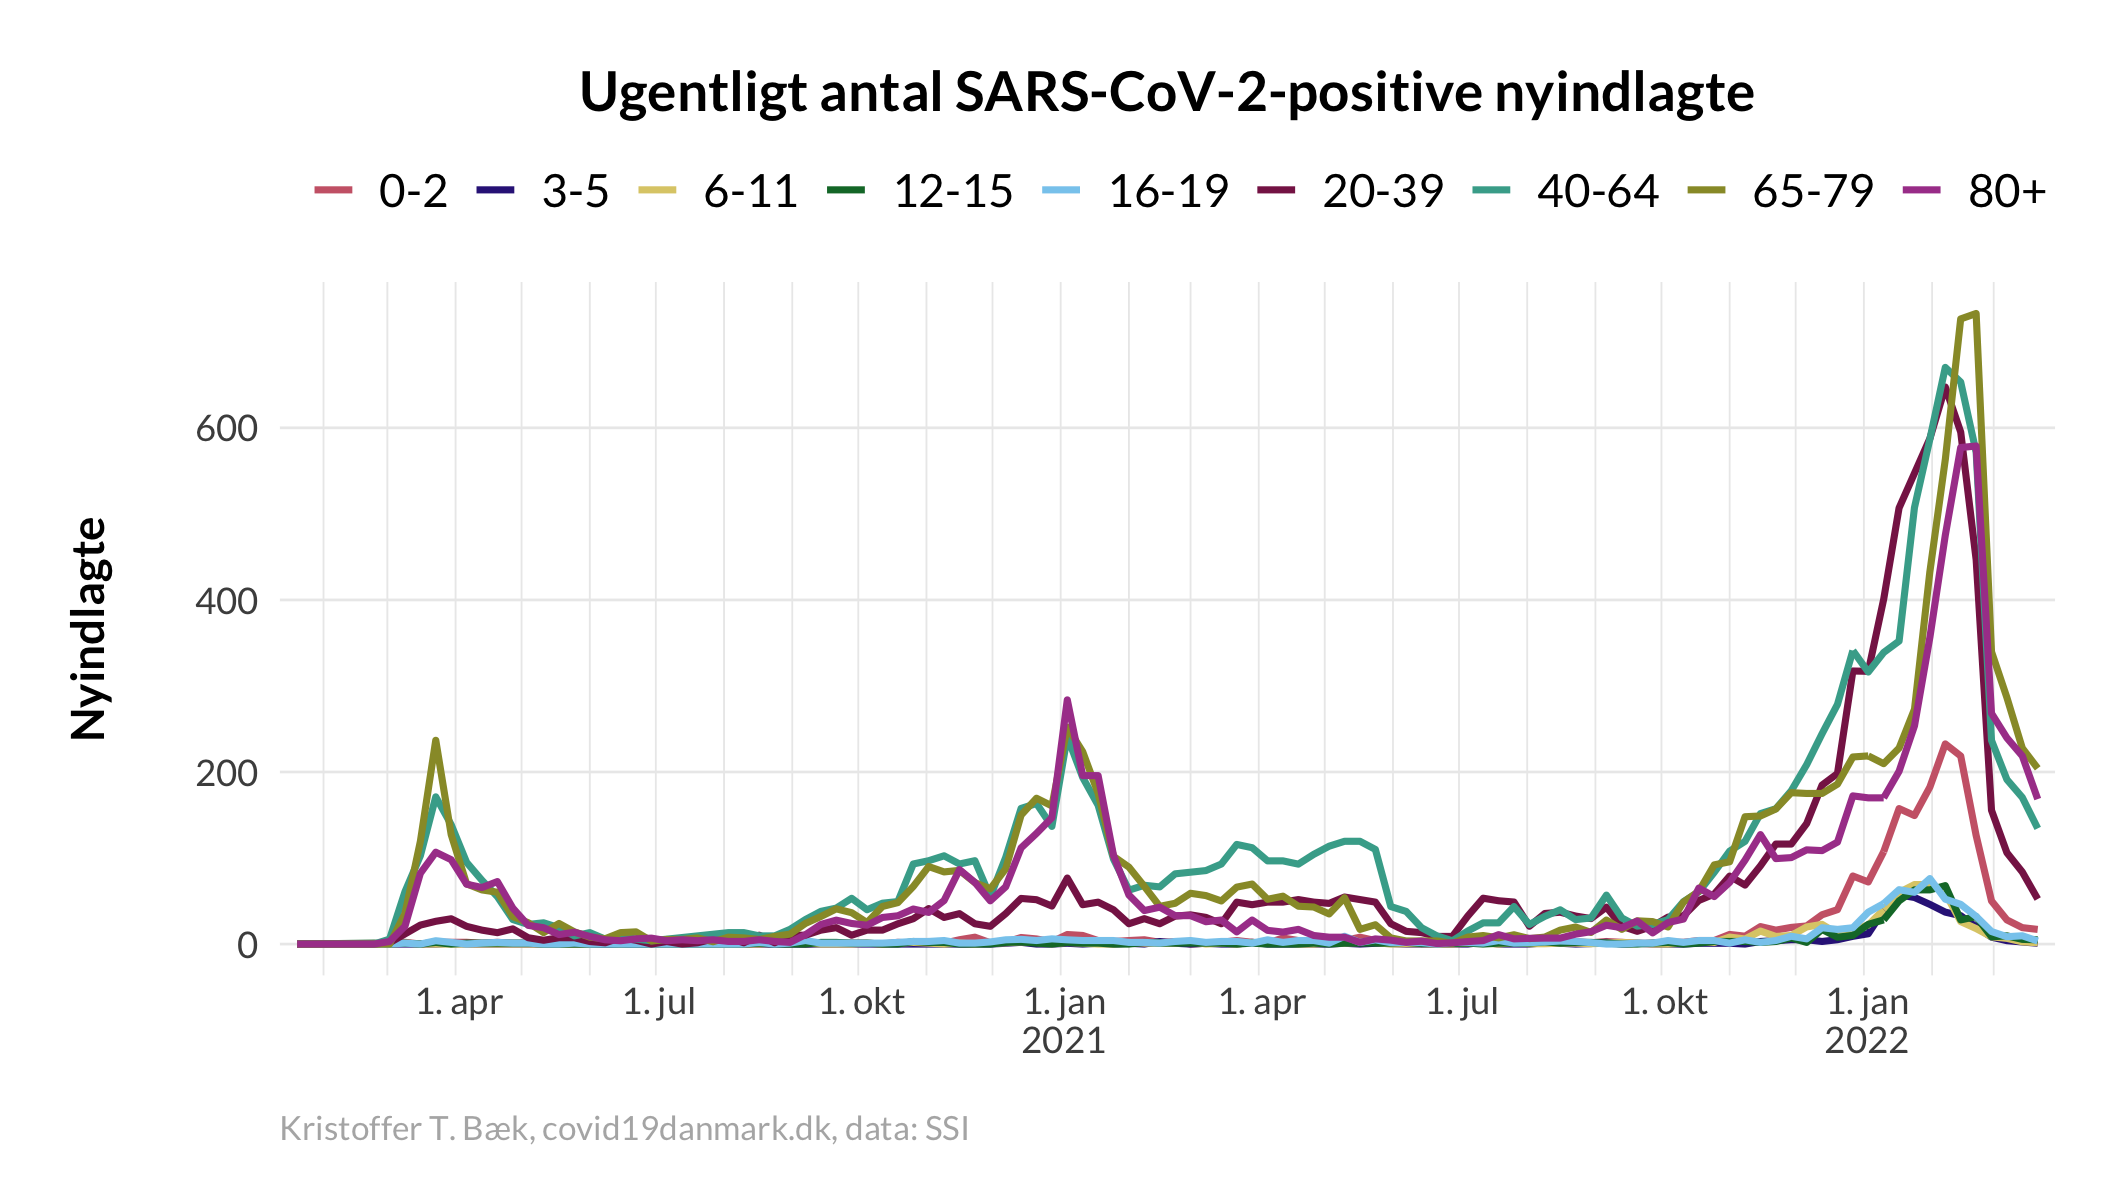 Ugentligt antal SARS-CoV-2-positive nyindlagte
0-2 3-5 6-11 12-15 16-19 20-39 40-64 65-79 80+
Nyindlagte
600
400
200
0
1. apr 1. jul 1. okt 1. jan 1. apr 1. jul 1. okt 1. jan
2021 2022
Kristoffer T. Bæk, covid19danmark.dk, data: SSI